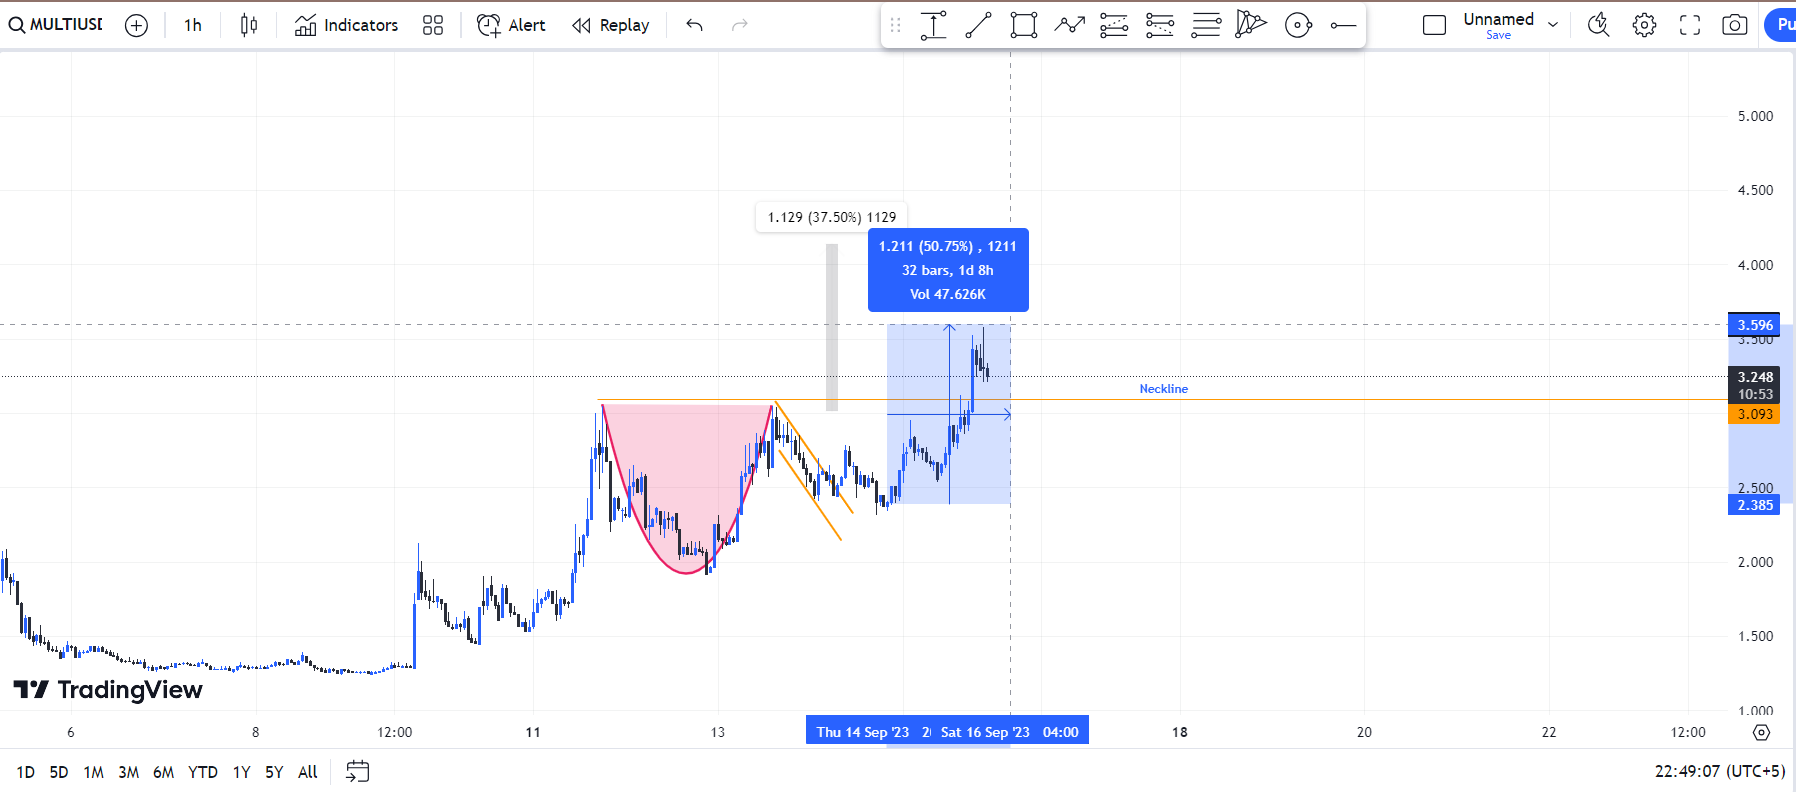 MULTIUSD
1h
Indicators
Alert
Replay
Unnamed
Save
Pu
5.000
4.500
1.129 (37.50%) 1129
1.211 (50.75%) , 1211
4.000
32 bars, 1d 8h
Vol 47.626K
3.596
3.500
3.248
Neckline
10:53
3.093
2.500
2.385
2.000
1.500
TradingView
1.000
6
8
12:00
11
13
Thu 14 Sep '23 20
Sat 16 Sep '23 04:00
18
20
22
12:00
1D 5D 1M 3M 6M YTD 1Y 5Y All
22:49:07 (UTC+5)